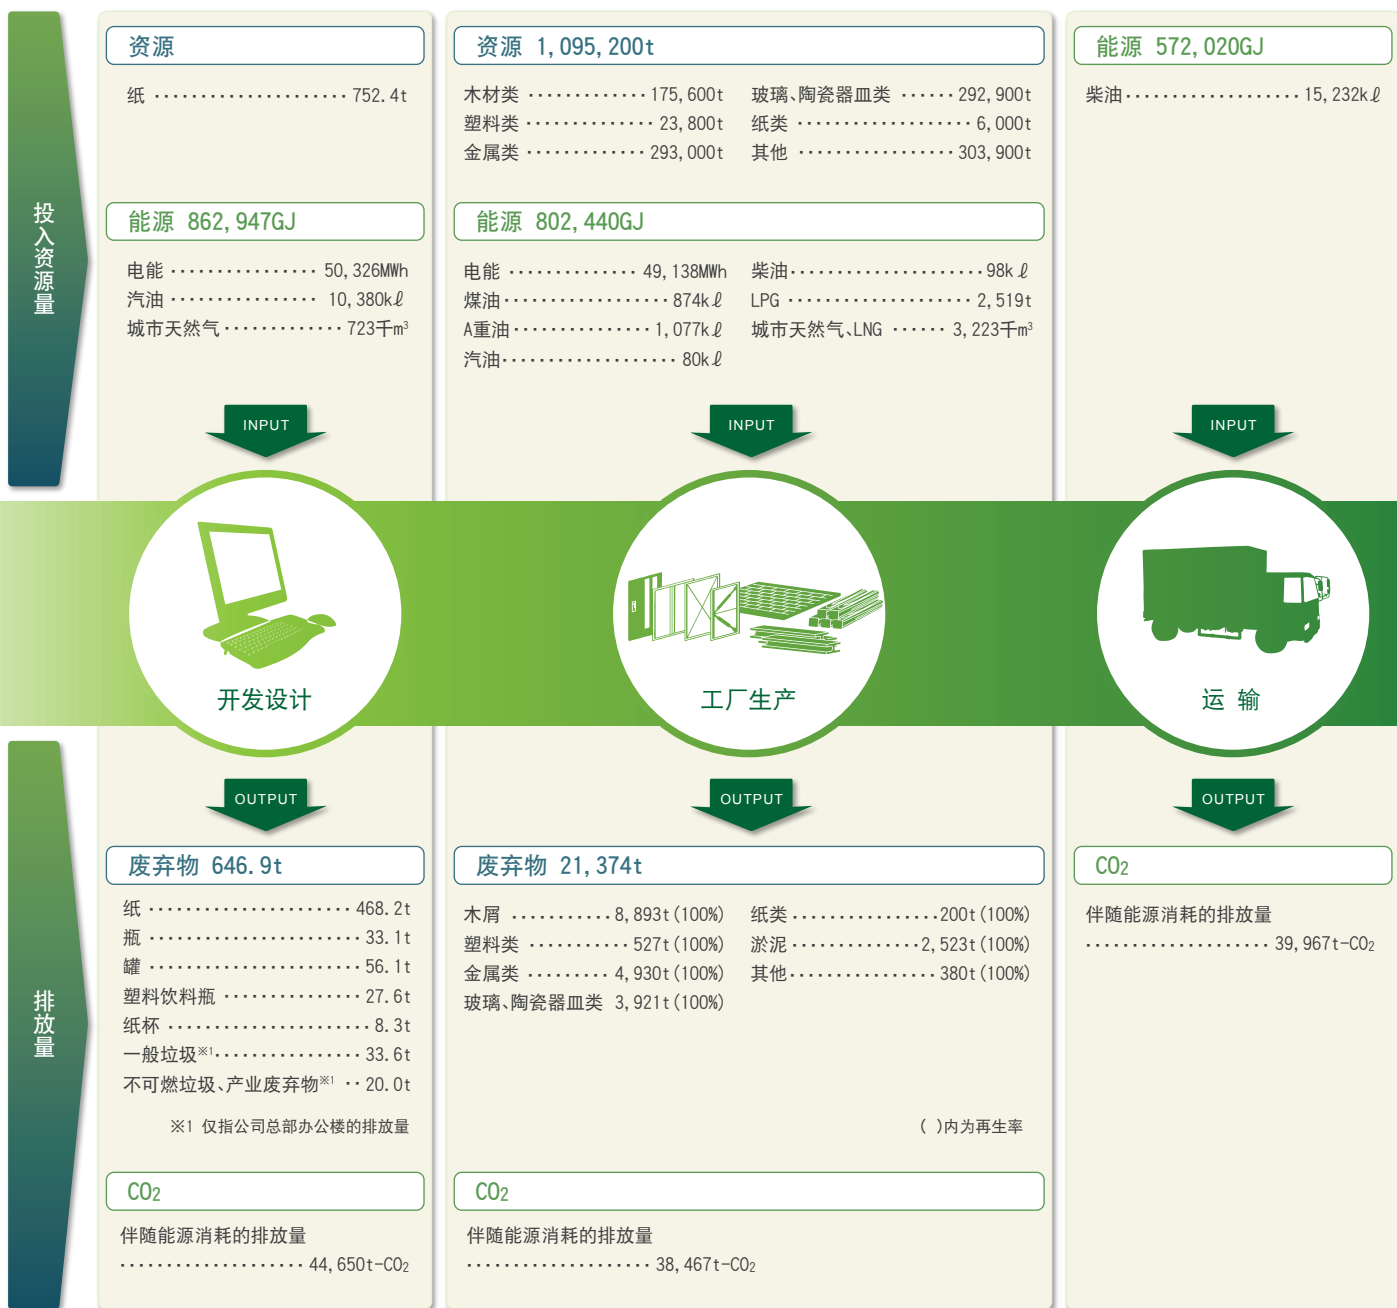 投入资源量
资源
纸 ····················· 752.4t
能源 862,947GJ
电能 ················ 50,326MWh
汽油 ················ 10,380kℓ
城市天然气 ············· 723千m³
INPUT
资源 1,095,200t
木材类 ············· 175,600t
塑料类 ·············· 23,800t
金属类 ············· 293,000t
玻璃、陶瓷器皿类 ······ 292,900t
纸类 ··················· 6,000t
其他 ················· 303,900t
能源 802,440GJ
电能 ·············· 49,138MWh
煤油 ·················· 874kℓ
A重油 ··············· 1,077kℓ
汽油 ··················· 80kℓ
柴油 ····················· 98kℓ
LPG ···················· 2,519t
城市天然气、LNG ······ 3,223千m³
INPUT
能源 572,020GJ
柴油 ··················· 15,232kℓ
INPUT
开发设计
工厂生产
运 输
排放量
OUTPUT
废弃物 646.9t
纸 ······················ 468.2t
瓶 ······················· 33.1t
罐 ······················· 56.1t
塑料饮料瓶 ··············· 27.6t
纸杯 ······················ 8.3t
一般垃圾※1 ················ 33.6t
不可燃垃圾、产业废弃物※1 ·· 20.0t
※1 仅指公司总部办公楼的排放量
CO2
伴随能源消耗的排放量
···················· 44,650t-CO2
OUTPUT
废弃物 21,374t
木屑 ··········· 8,893t(100%)
塑料类 ··········· 527t(100%)
金属类 ········· 4,930t(100%)
玻璃、陶瓷器皿类 3,921t(100%)
纸类 ················ 200t(100%)
淤泥 ·············· 2,523t(100%)
其他 ················ 380t(100%)
( )内为再生率
CO2
伴随能源消耗的排放量
···················· 38,467t-CO2
OUTPUT
CO2
伴随能源消耗的排放量
···················· 39,967t-CO2